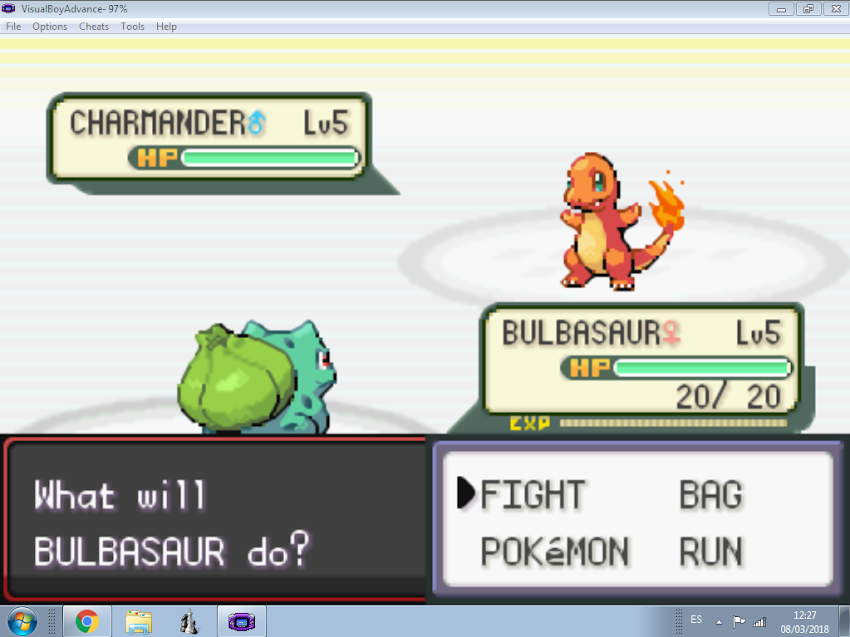 VisualBoyAdvance- 97%
File Options Cheats Tools Help
CHARMANDER♂ Lv5
HP
BULBASAUR♀ Lv5
HP
20/ 20
EXP
What will
BULBASAUR do?
FIGHT BAG
POKéMON RUN
ES
12:27
08/03/2018